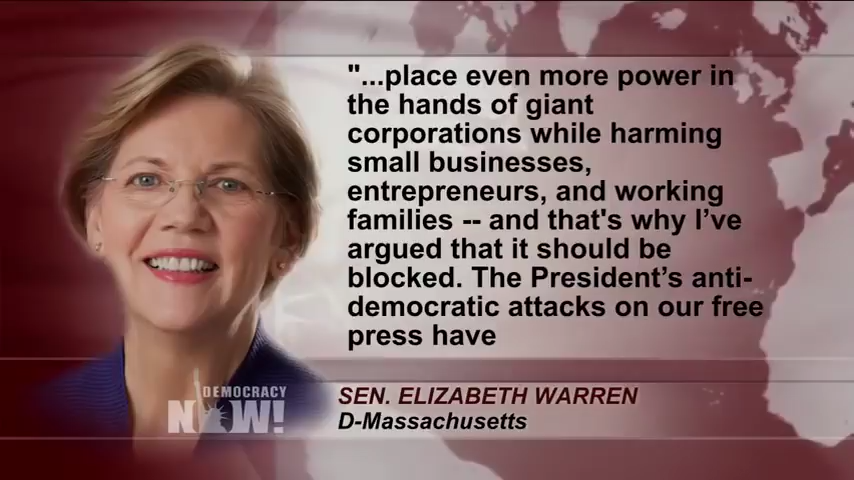 "...place even more power in
the hands of giant
corporations while harming
small businesses,
entrepreneurs, and working
families -- and that's why I’ve
argued that it should be
blocked. The President’s anti-
democratic attacks on our free
press have
SEN. ELIZABETH WARREN
D-Massachusetts
DEMOCRACY
NOW!